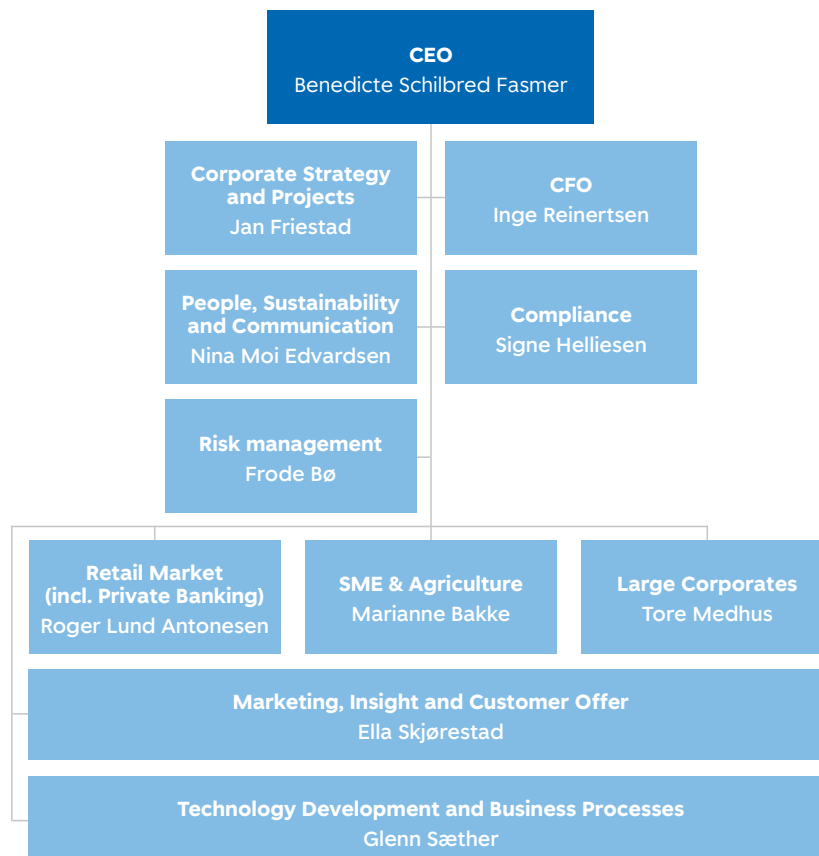 CEO
Benedicte Schilbred Fasmer
Corporate Strategy
and Projects
Jan Friestad
CFO
Inge Reinertsen
People, Sustainability
and Communication
Nina Moi Edvardsen
Compliance
Signe Helliesen
Risk management
Frode Bø
Retail Market
(incl. Private Banking)
Roger Lund Antonesen
SME & Agriculture
Marianne Bakke
Large Corporates
Tore Medhus
Marketing, Insight and Customer Offer
Ella Skjørestad
Technology Development and Business Processes
Glenn Sæther